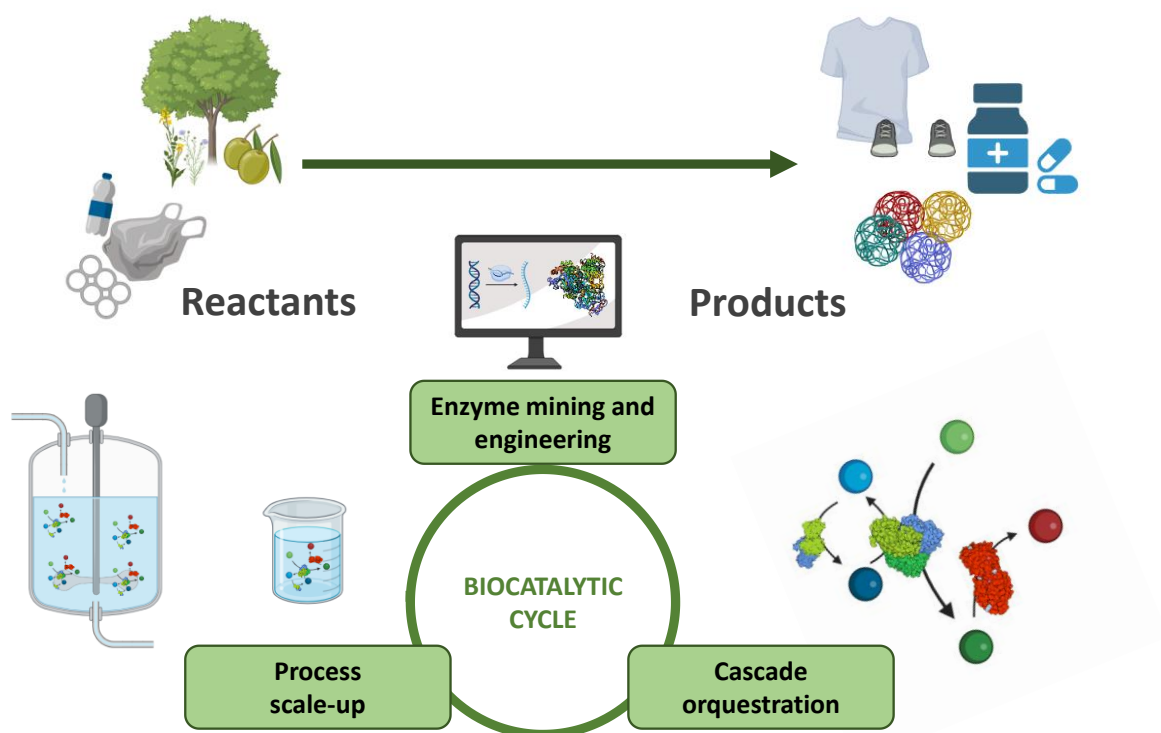 Reactants
Products
Enzyme mining and
engineering
BIOCATALYTIC
CYCLE
Process
scale-up
Cascade
orquestration